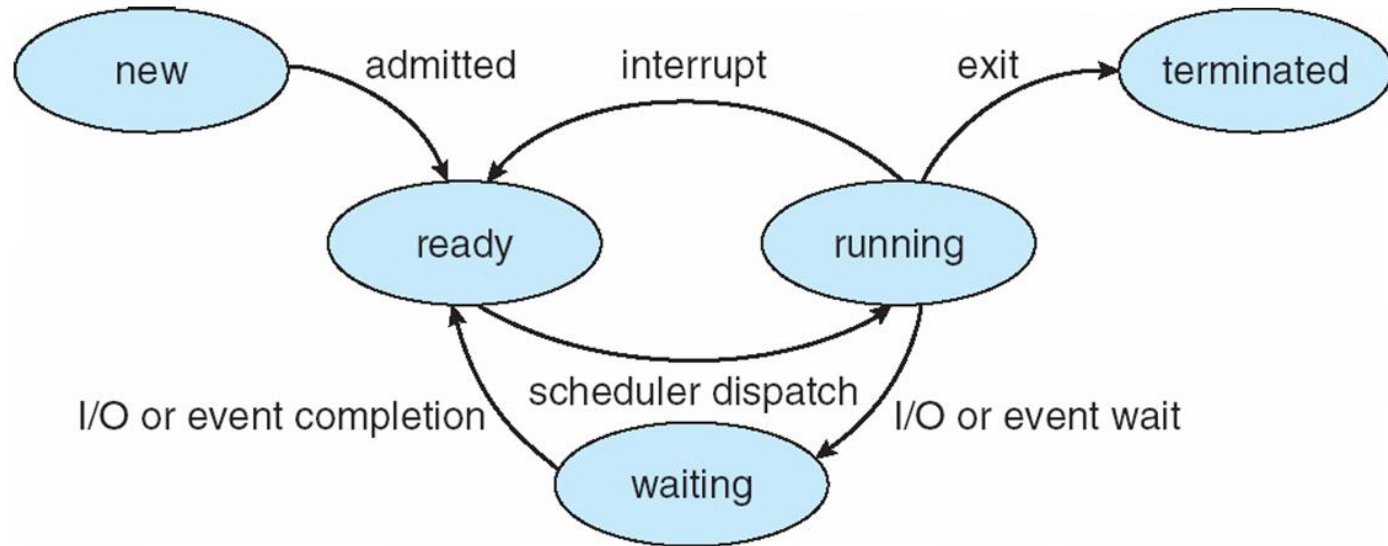 new
admitted
interrupt
exit
terminated
ready
running
scheduler dispatch
I/O or event completion
I/O or event wait
waiting